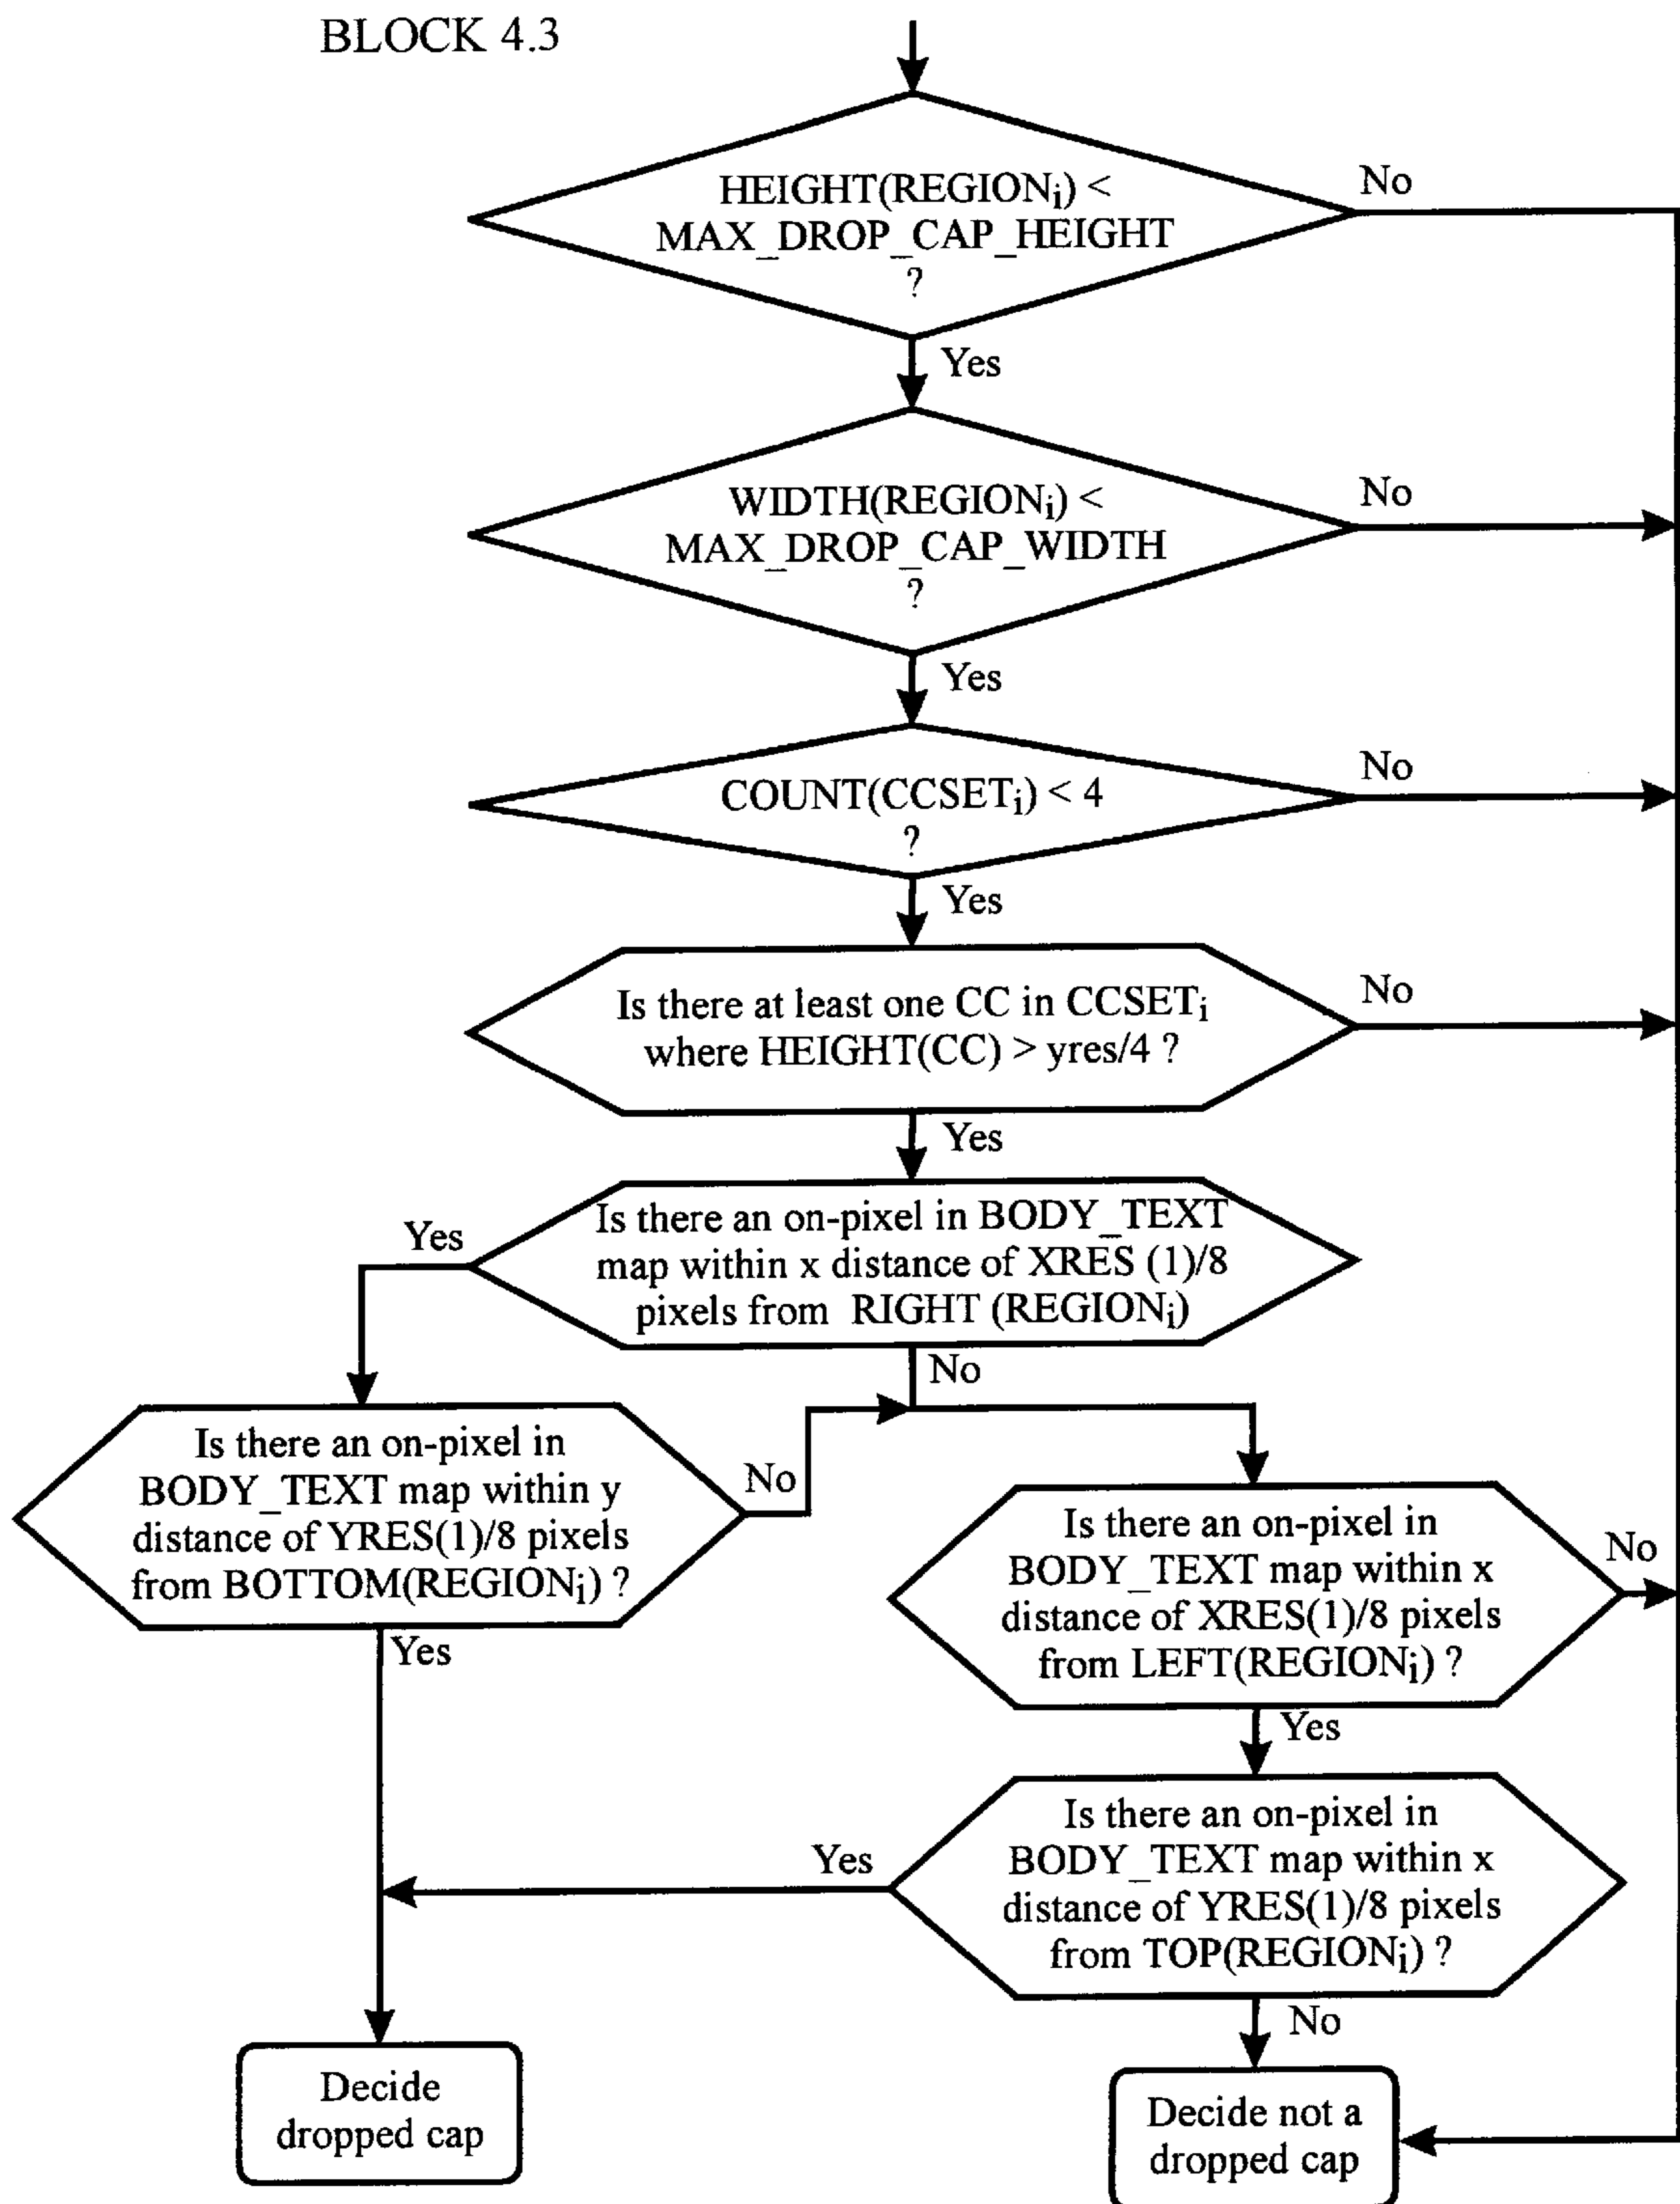 BLOCK 4.3
HEIGHT(REGIONi) <
MAX_DROP_CAP_HEIGHT
?
No
Yes
WIDTH(REGIONi) <
MAX_DROP_CAP_WIDTH
?
No
Yes
COUNT(CCSETi) < 4
?
No
Yes
Is there at least one CC in CCSETi
where HEIGHT(CC) > yres/4 ?
No
Yes
Is there an on-pixel in BODY_TEXT
map within x distance of XRES (1)/8
pixels from RIGHT (REGIONi)
Yes
No
Is there an on-pixel in
BODY_TEXT map within y
distance of YRES(1)/8 pixels
from BOTTOM(REGIONi) ?
No
Yes
Is there an on-pixel in
BODY_TEXT map within x
distance of XRES(1)/8 pixels
from LEFT(REGIONi) ?
No
Yes
Is there an on-pixel in
BODY_TEXT map within x
distance of YRES(1)/8 pixels
from TOP(REGIONi) ?
Yes
No
Decide
dropped cap
Decide not a
dropped cap